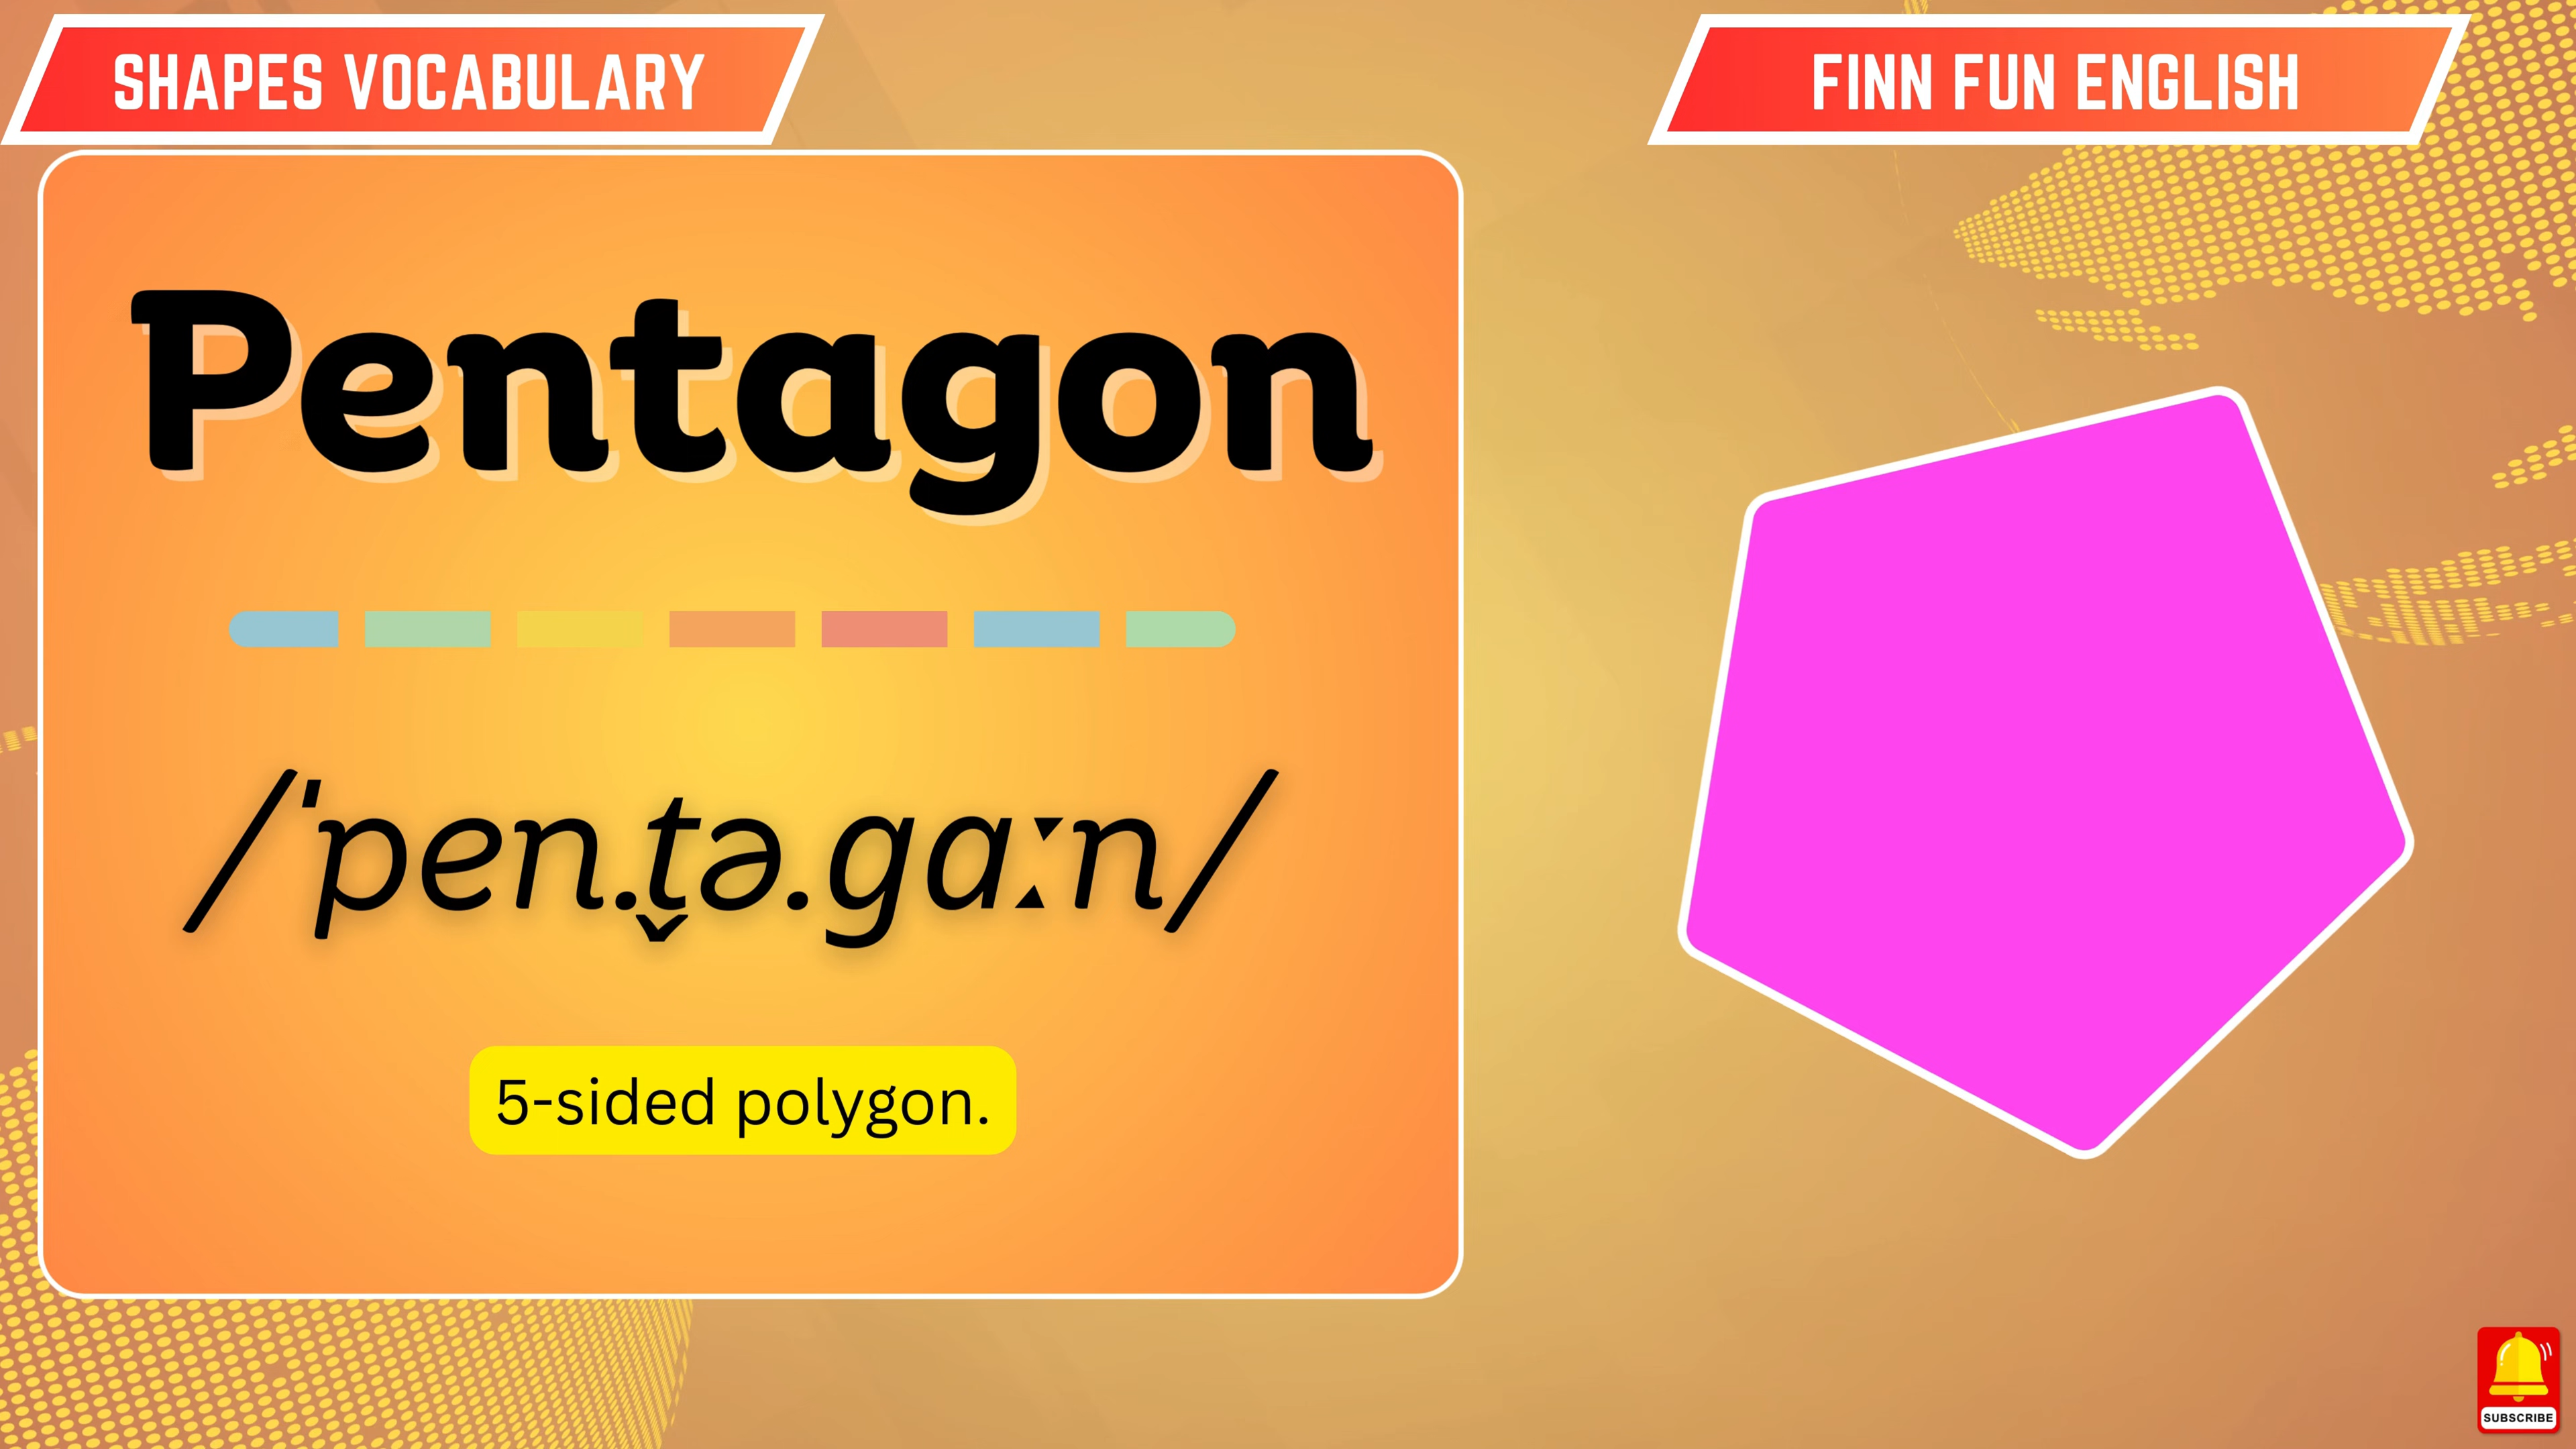 SHAPES VOCABULARY
FINN FUN ENGLISH
Pentagon
/ˈpen.t̬ə.ɡɑːn/
5-sided polygon.
SUBSCRIBE